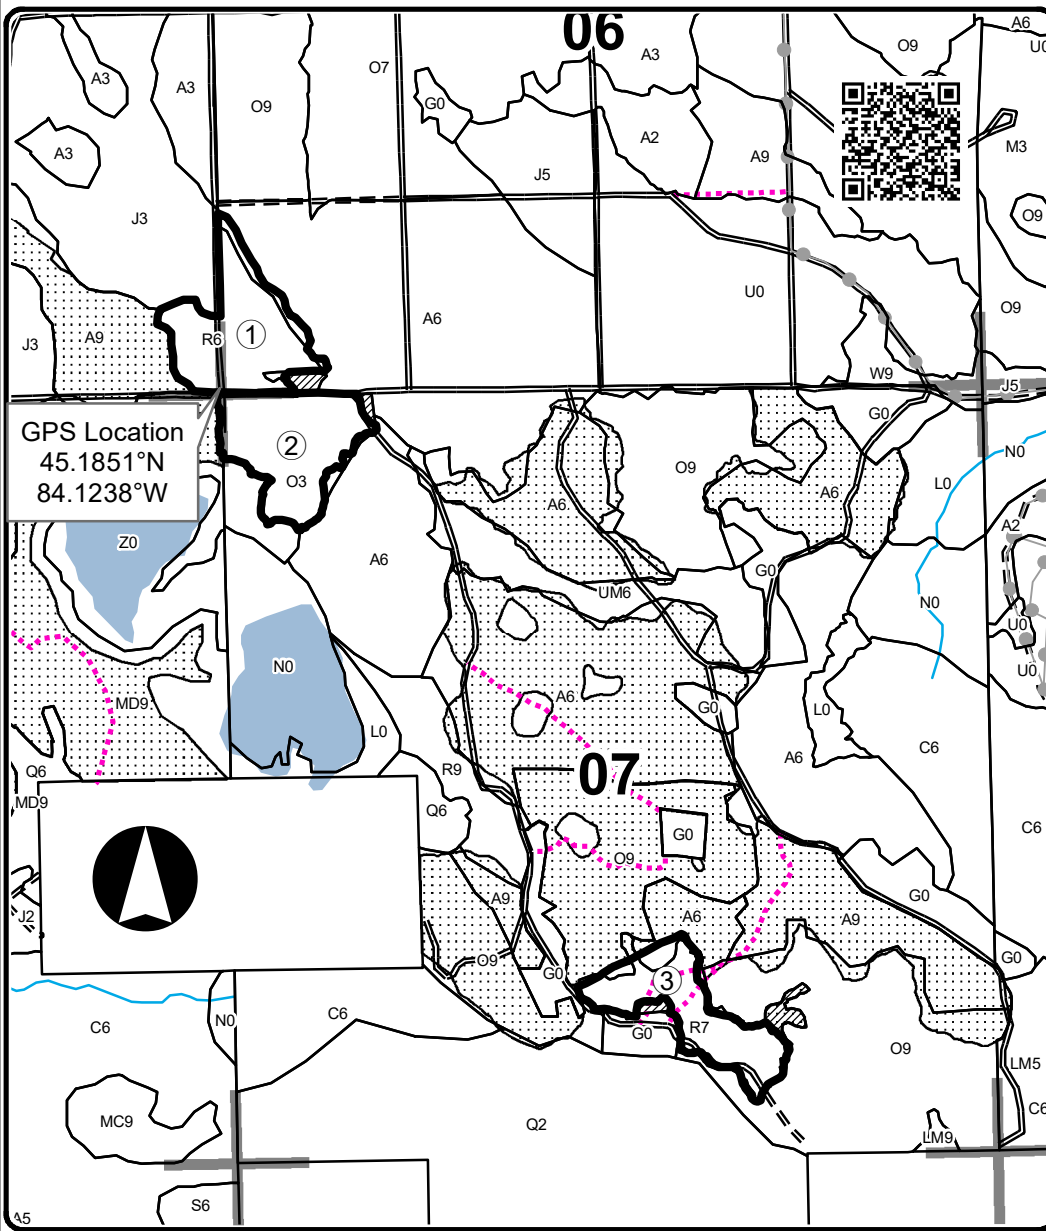 06
A6
U0
A3
O9
A3
O7
A3
A3
O9
G0
A2
M3
A3
A9
J5
J3
O9
U0
O9
A6
A9
R6
1
J3
W9
J5
G0
GPS Location
45.1851°N
84.1238°W
2
O3
O9
N0
L0
A6
A6
A2
Z0
A6
G0
UM6
N0
U0
N0
U0
A6
MD9
G0
L0
L0
C6
A6
R9
07
Q6
MD9
Q6
C6
G0
O9
G0
A9
J2
A6
A9
O9
G0
G0
3
N0
C6
C6
R7
G0
O9
LM5
C6
MC9
Q2
LM9
S6
A5